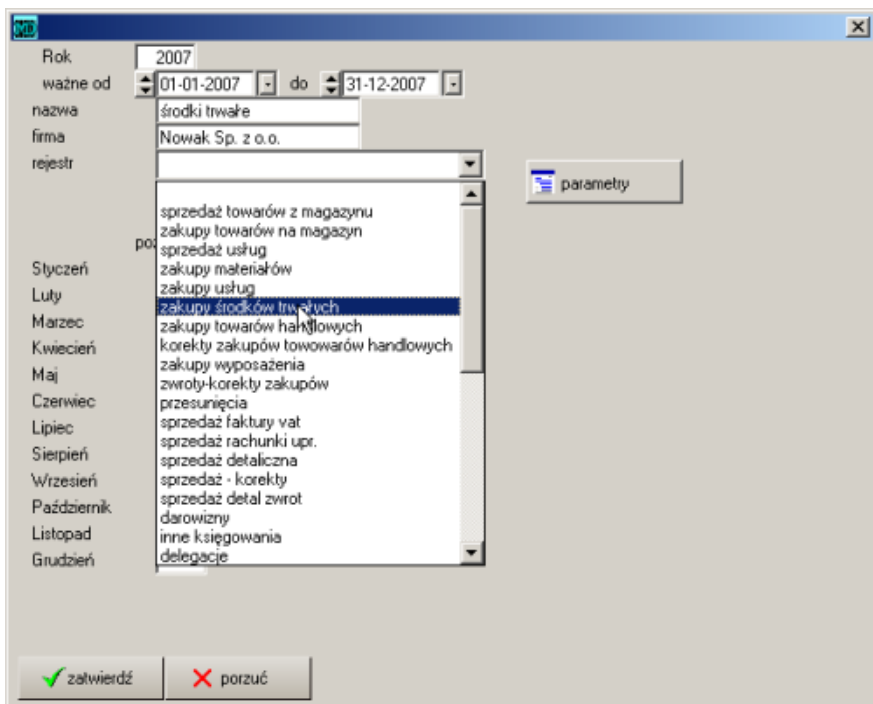 MD
Rok 2007
ważne od 01-01-2007 do 31-12-2007
nazwa środki trwałe
firma Nowak Sp. z o.o.
rejestr
parametry
sprzedaż towarów z magazynu
zakupy towarów na magazyn
sprzedaż usług
zakupy materiałów
zakupy usług
zakupy środków trwałych
zakupy towarów handlowych
korekty zakupów towowarów handlowych
zakupy wyposażenia
zwroty-korekty zakupów
przesunięcia
sprzedaż faktury vat
sprzedaż rachunki upr.
sprzedaż detaliczna
sprzedaż - korekty
sprzedaż detal zwrot
darowizny
inne księgowania
delegacje
Styczeń
Luty
Marzec
Kwiecień
Maj
Czerwiec
Lipiec
Sierpień
Wrzesień
Październik
Listopad
Grudzień
zatwierdź
porzuć